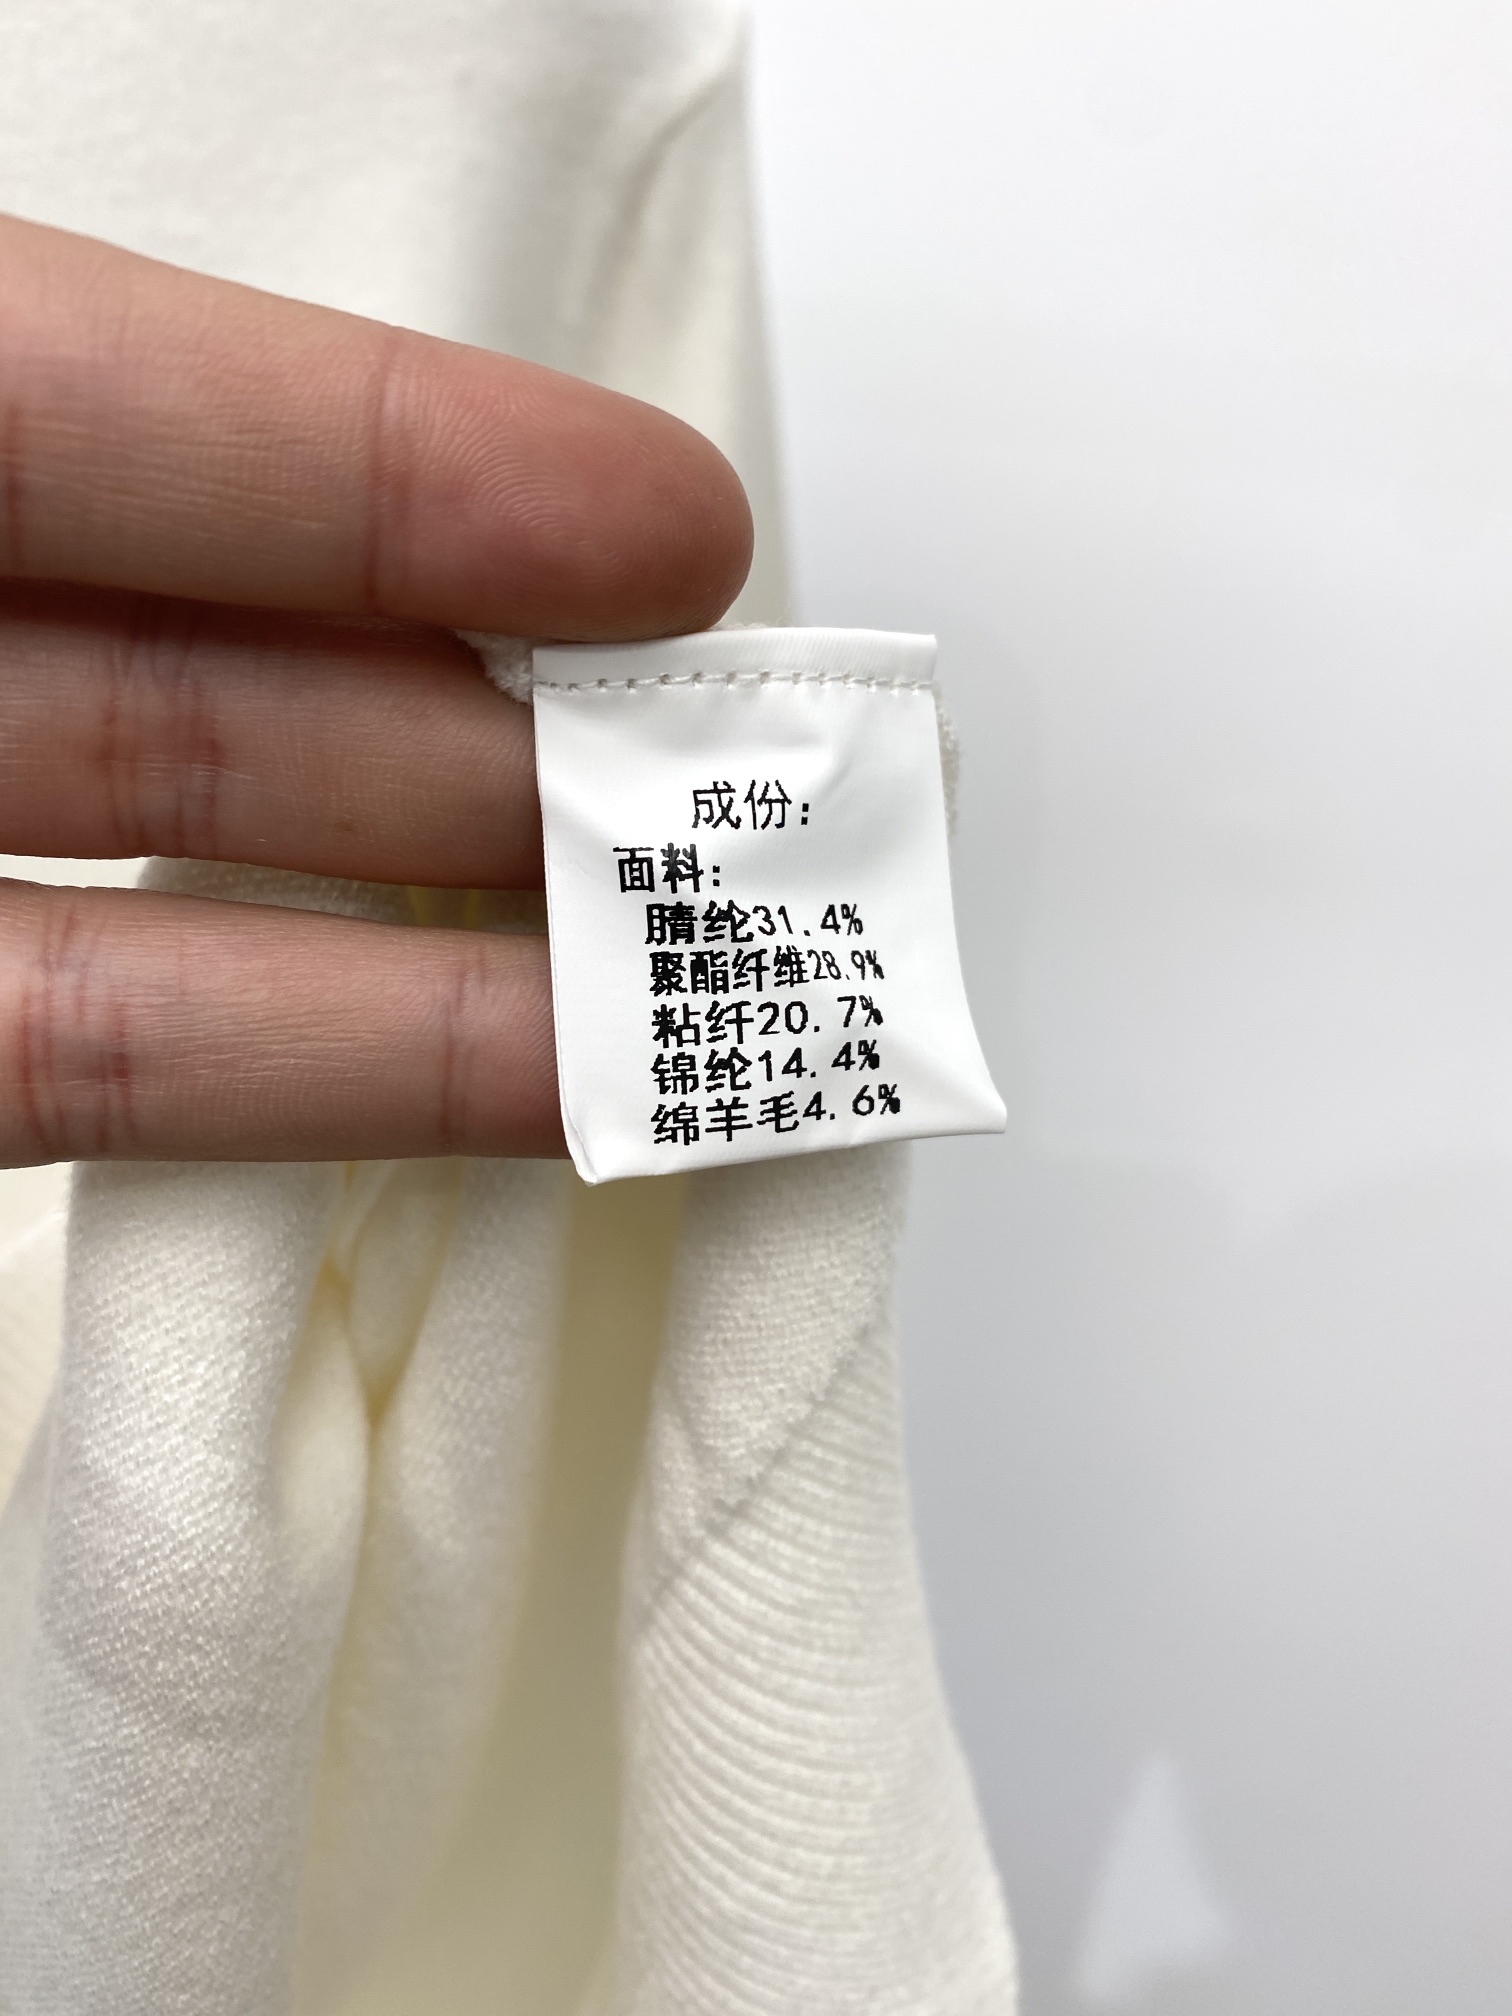 成份:
面料:
腈纶31.4%
聚酯纤维28.9%
粘纤20.7%
锦纶14.4%
绵羊毛4.6%